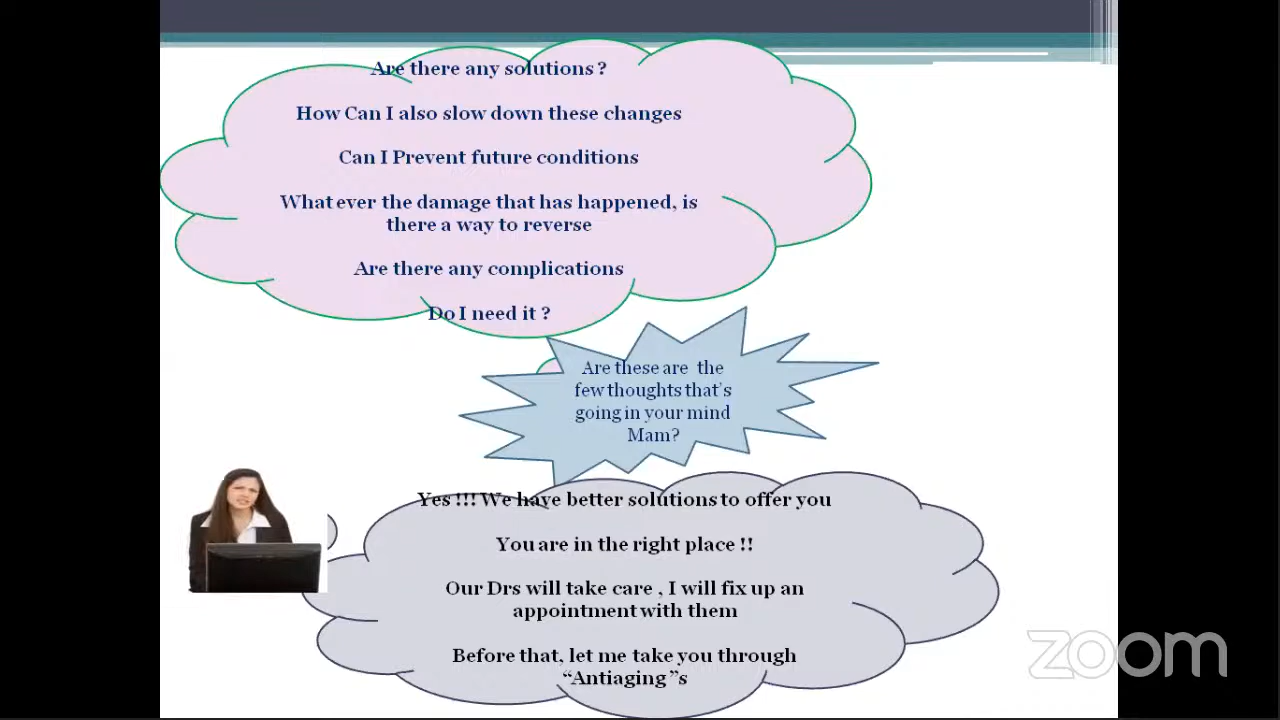 Are there any solutions ?
How Can I also slow down these changes
Can I Prevent future conditions
What ever the damage that has happened, is
there a way to reverse
Are there any complications
Do I need it ?
Are these are the
few thoughts that's
going in your mind
Mam?
Yes !!! We have better solutions to offer you
You are in the right place !!
Our Drs will take care , I will fix up an
appointment with them
Before that, let me take you through
“Antiaging ”s
zoom